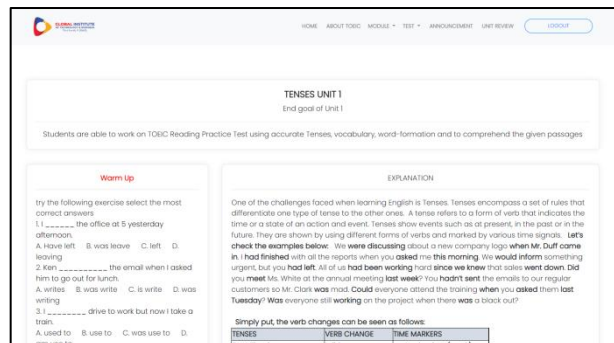 GLOBAL INSTITUTE
HOME ABOUT TOEIC MODULE TEST ANNOUNCEMENT UNIT REVIEW LOGOUT
TENSES UNIT 1
End goal of Unit 1
Students are able to work on TOEIC Reading Practice Test using accurate Tenses, vocabulary, word-formation and to comprehend the given passages
Warm Up
try the following exercise select the most
correct answers
1. I ______ the office at 5 yesterday
afternoon.
A. Have left B. was leave C. left D.
leaving
2. Ken __________ the email when I asked
him to go out for lunch.
A. writes B. was write C. is write D. was
writing
3. I ________ drive to work but now I take a
train.
A. used to B. use to C. was use to D.
EXPLANATION
One of the challenges faced when learning English is Tenses. Tenses encompass a set of rules that
differentiate one type of tense to the other ones. A tense refers to a form of verb that indicates the
time or a state of an action and event. Tenses show events such as at present, in the past or in the
future. They are shown by using different forms of verbs and marked by various time signals. Let's
check the examples below: We were discussing about a new company logo when Mr. Duff came
in. I had finished with all the reports when you asked me this morning. We would inform something
urgent, but you had left. All of us had been working hard since we knew that sales went down. Did
you meet Ms. White at the annual meeting last week? You hadn't sent the emails to our regular
customers so Mr. Clark was mad. Could everyone attend the training when you asked them last
Tuesday? Was everyone still working on the project when there was a black out?
Simply put, the verb changes can be seen as follows:
TENSES VERB CHANGE TIME MARKERS